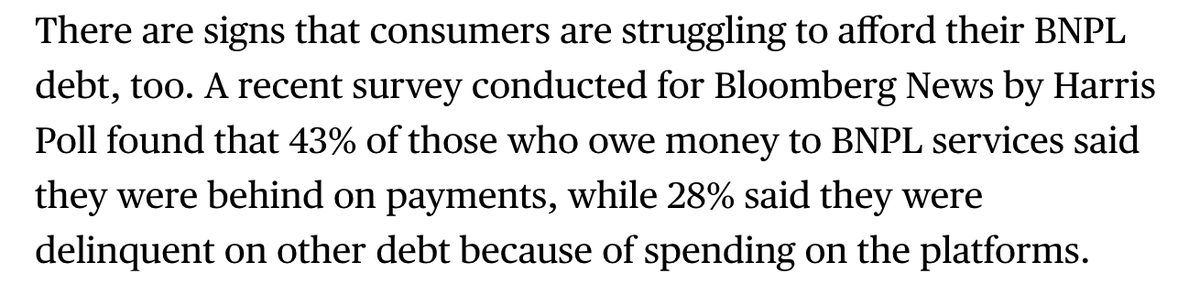 There are signs that consumers are struggling to afford their BNPL
debt, too. A recent survey conducted for Bloomberg News by Harris
Poll found that 43% of those who owe money to BNPL services said
they were behind on payments, while 28% said they were
delinquent on other debt because of spending on the platforms.